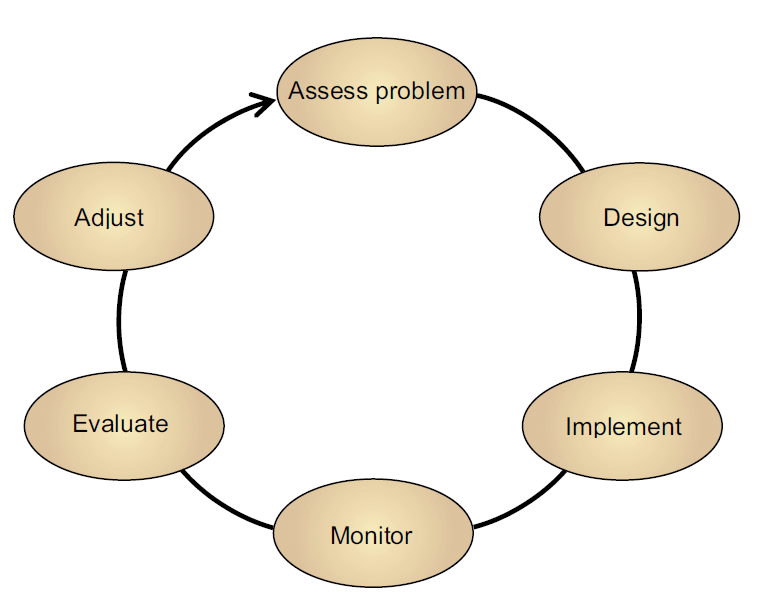 Assess problem
Design
Implement
Monitor
Evaluate
Adjust